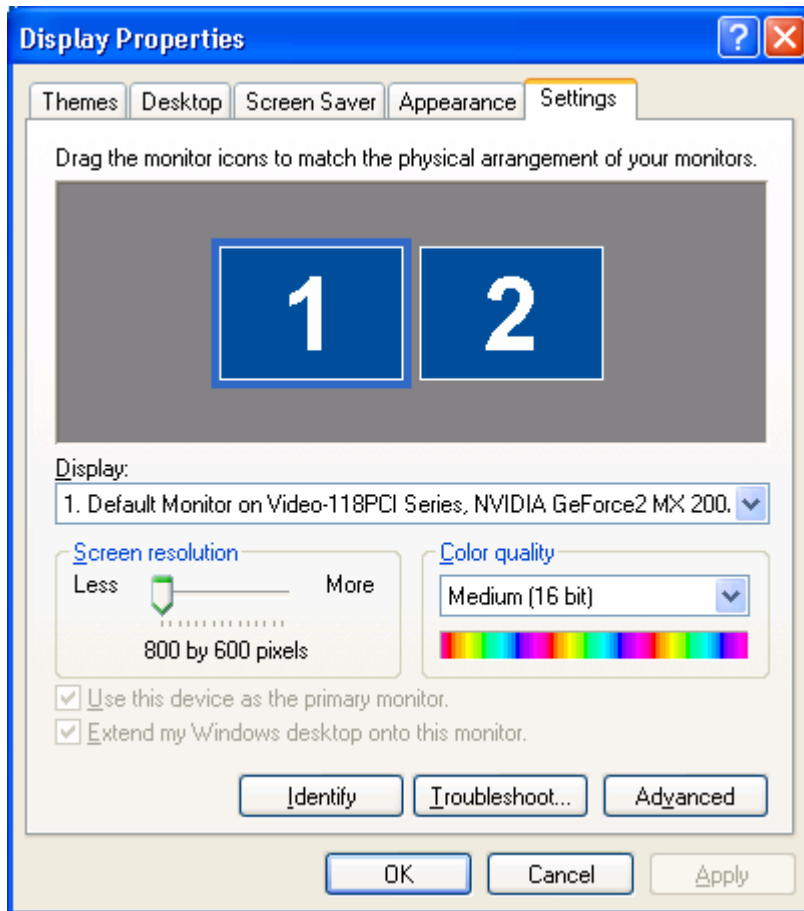 Display Properties
Themes Desktop Screen Saver Appearance Settings
Drag the monitor icons to match the physical arrangement of your monitors.
1 2
Display:
1. Default Monitor on Video-118PCI Series, NVIDIA GeForce2 MX 200,
Screen resolution Color quality
Less More Medium (16 bit)
800 by 600 pixels
Use this device as the primary monitor.
Extend my Windows desktop onto this monitor.
Identify Troubleshoot... Advanced
OK Cancel Apply